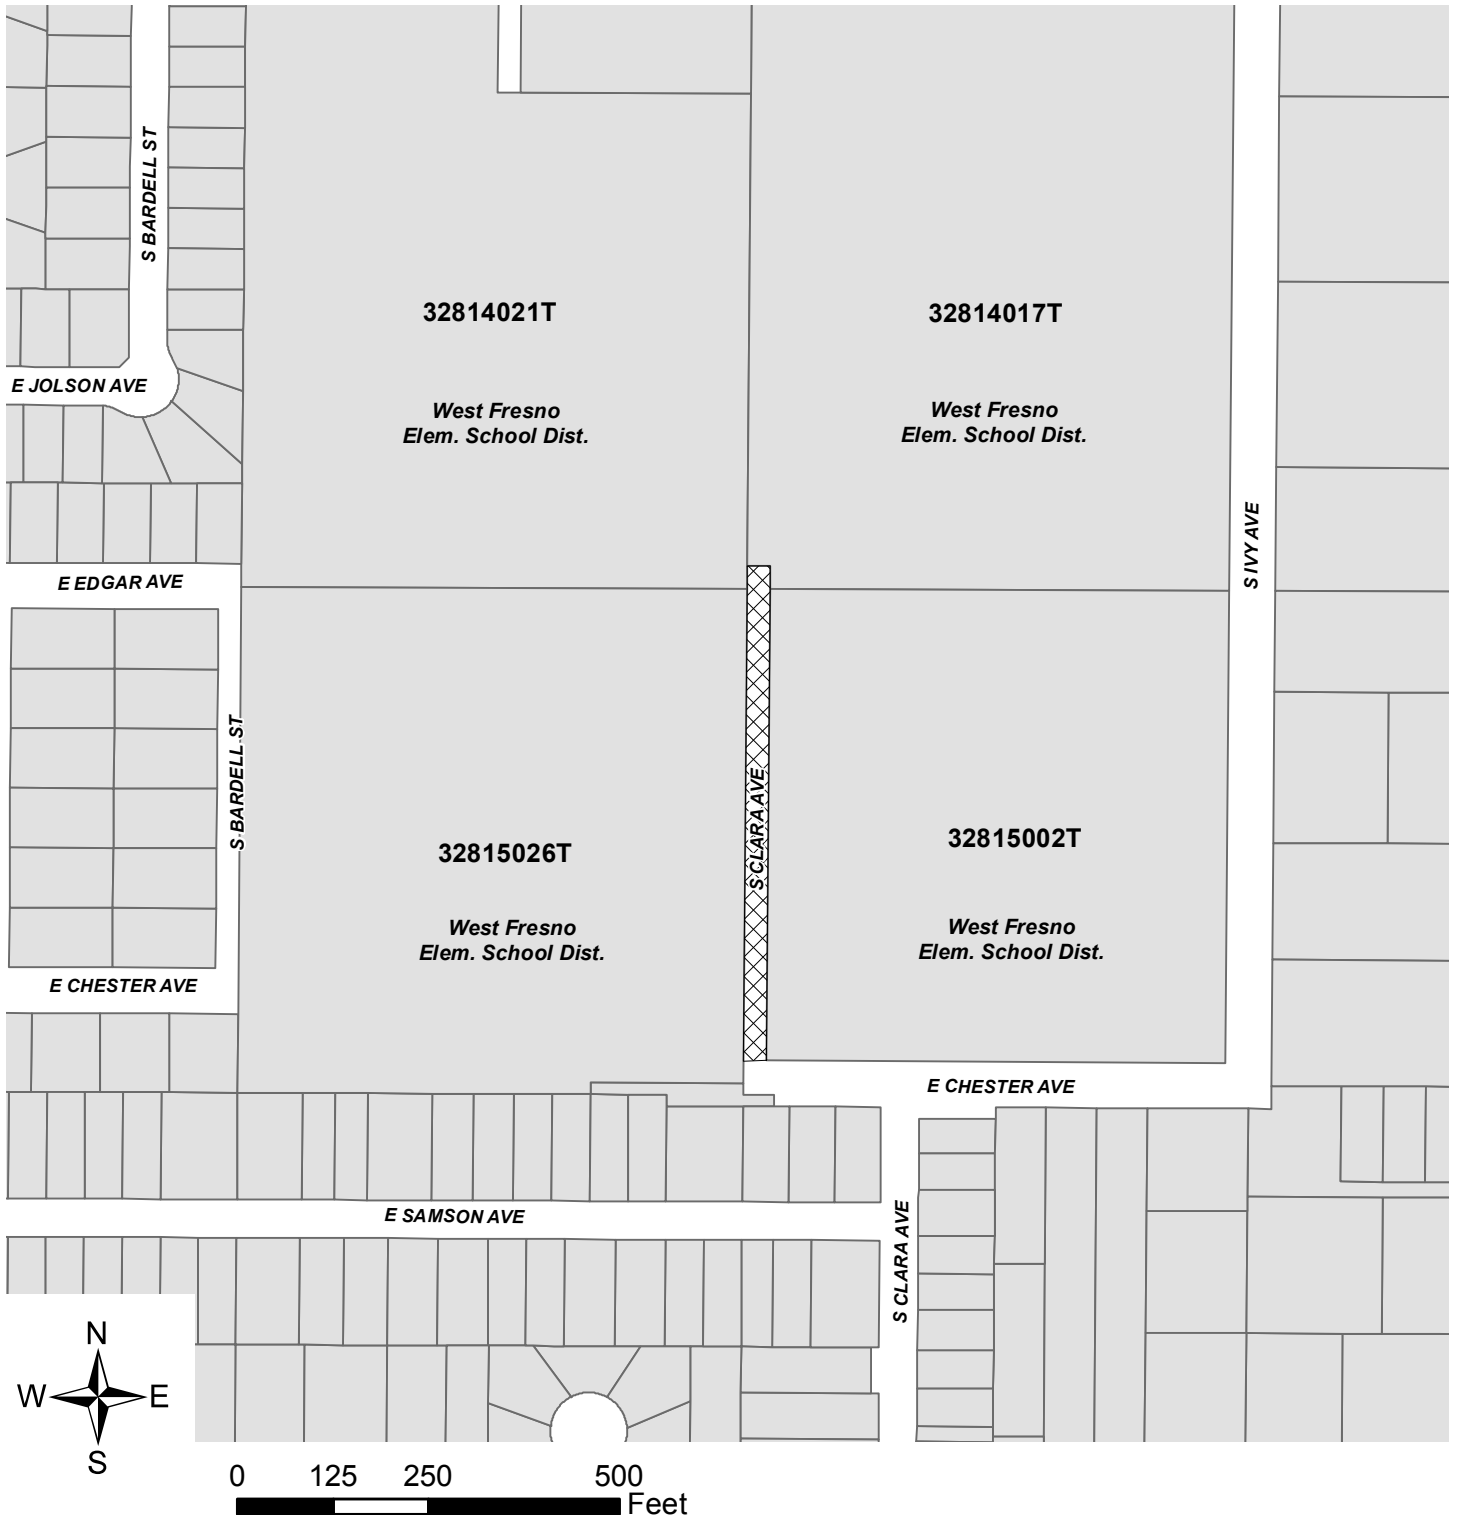 S BARDELL ST
32814021T
32814017T
E JOLSON AVE
West Fresno
Elem. School Dist.
West Fresno
Elem. School Dist.
S IVY AVE
E EDGAR AVE
S BARDELL ST
S CLARA AVE
32815026T
32815002T
West Fresno
Elem. School Dist.
West Fresno
Elem. School Dist.
E CHESTER AVE
E CHESTER AVE
E SAMSON AVE
S CLARA AVE
N
W E
S
0 125 250 500
Feet